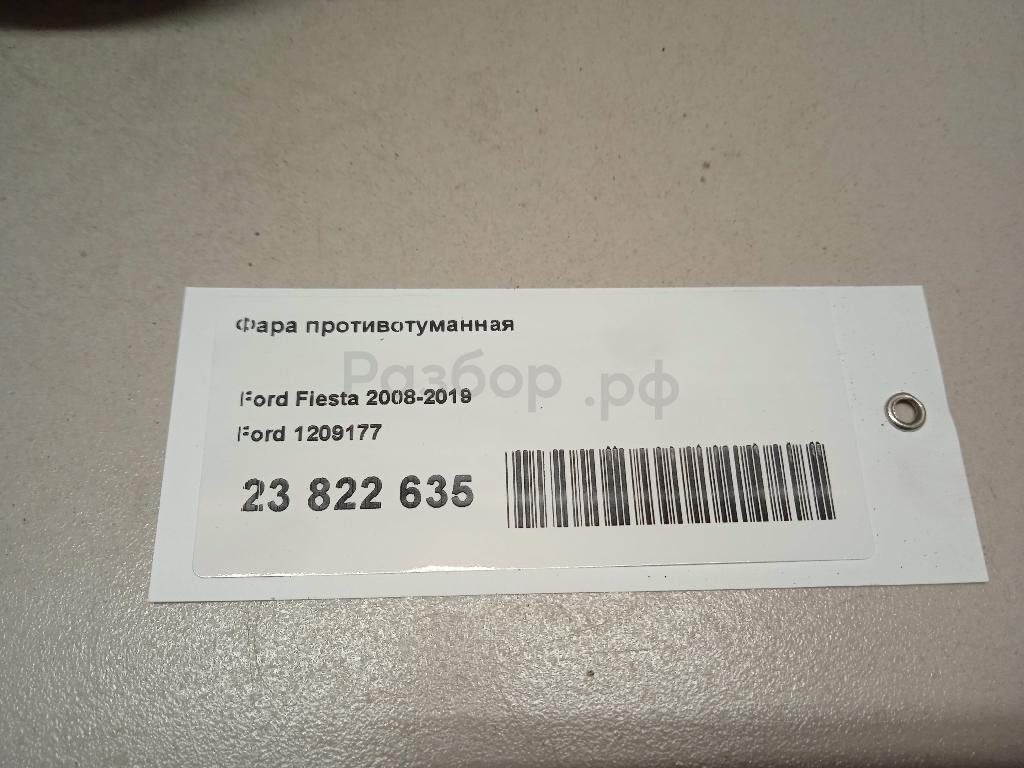 Фара противотуманная
Разбор.рф
Ford Fiesta 2008-2019
Ford 1209177
23 822 635